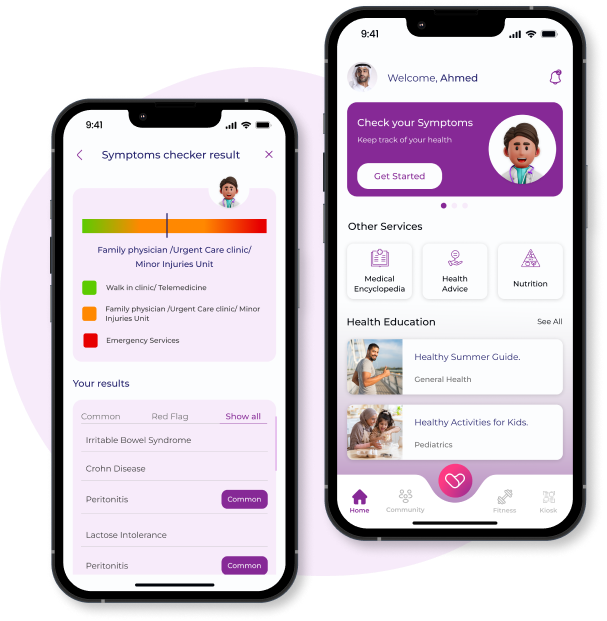 9:41
Symptoms checker result
Family physician /Urgent Care clinic/
Minor Injuries Unit
Walk in clinic/ Telemedicine
Family physician /Urgent Care clinic/ Minor
Injuries Unit
Emergency Services
Your results
Common Red Flag Show all
Irritable Bowel Syndrome
Crohn Disease
Peritonitis Common
Lactose Intolerance
Peritonitis Common
9:41
Welcome, Ahmed
Check your Symptoms
Keep track of your health
Get Started
Other Services
Medical
Encyclopedia
Health
Advice
Nutrition
Health Education See All
Healthy Summer Guide.
General Health
Healthy Activities for Kids.
Pediatrics
Home Community Fitness Kiosk